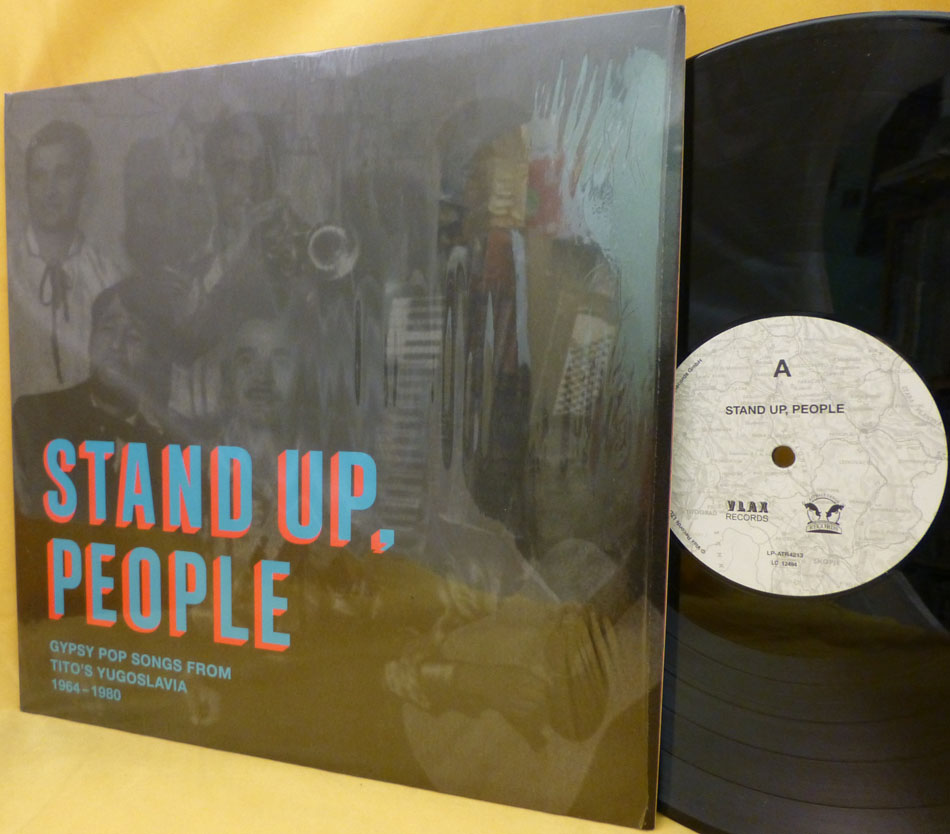 STAND UP,
PEOPLE
GYPSY POP SONGS FROM
TITO'S YUGOSLAVIA
1964–1980
A
STAND UP, PEOPLE
VLAX
RECORDS
LP-ATR4213
LC 12494